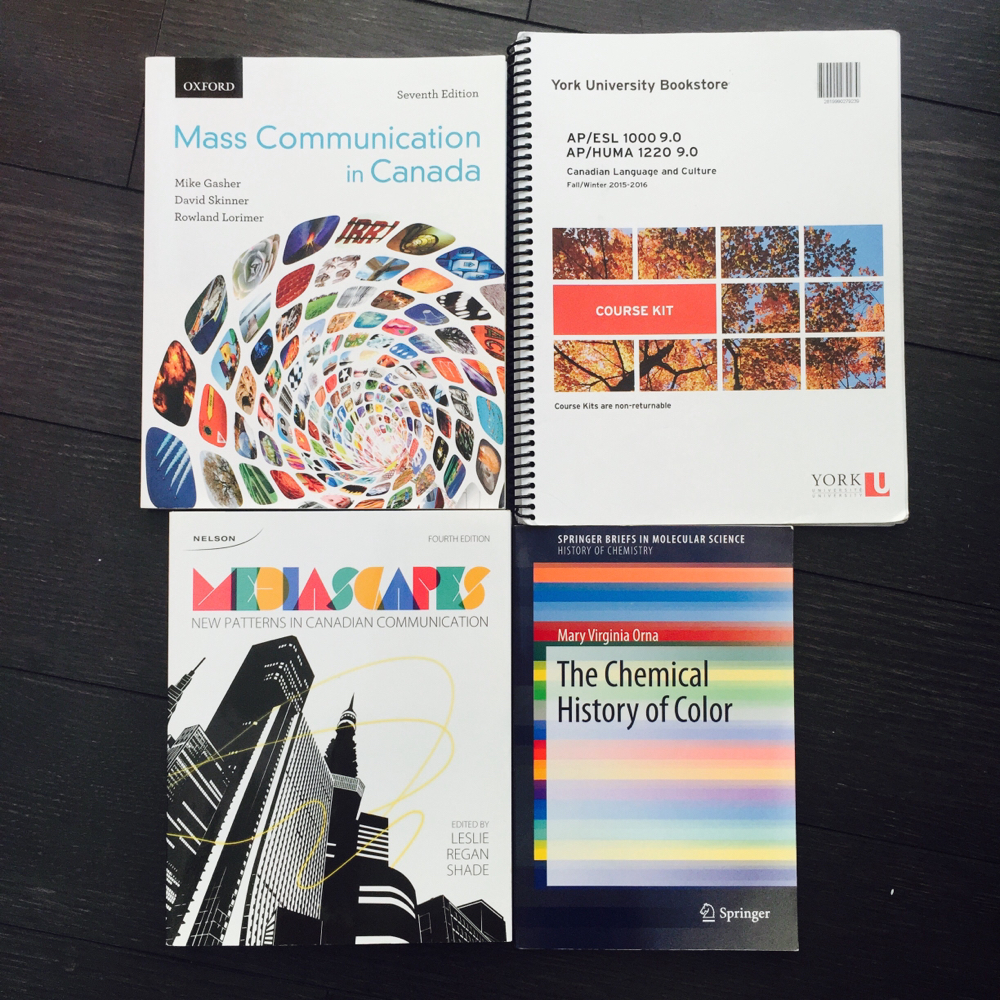 OXFORD
Seventh Edition
Mass Communication
in Canada
Mike Gasher
David Skinner
Rowland Lorimer
York University Bookstore
AP/ESL 1000 9.0
AP/HUMA 1220 9.0
Canadian Language and Culture
Fall/Winter 2015-2016
COURSE KIT
Course Kits are non-returnable
YORK
U
NELSON
FOURTH EDITION
MEDIASCAPES
NEW PATTERNS IN CANADIAN COMMUNICATION
EDITED BY
LESLIE
REGAN
SHADE
SPRINGER BRIEFS IN MOLECULAR SCIENCE
HISTORY OF CHEMISTRY
Mary Virginia Orna
The Chemical
History of Color
Springer